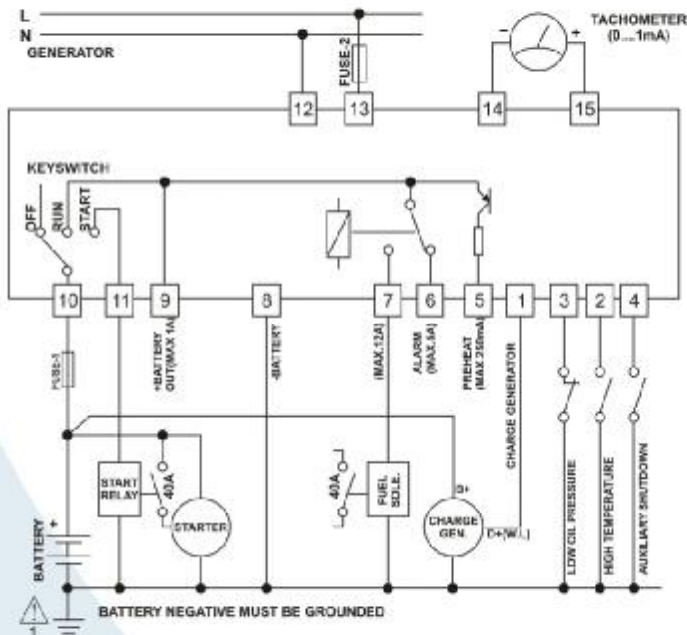 L
N
GENERATOR
FUSE-2
TACHOMETER
(0....1mA)
− +
12 13 14 15
KEYSWITCH
OFF
RUN
START
10 11 9 8 7 6 5 1 3 2 4
FUSE-1
+BATTERY
OUT(MAX 1A)
-BATTERY
(MAX.12A)
ALARM
(MAX.5A)
PREHEAT
(MAX 250mA)
CHARGE GENERATOR
START
RELAY
40A
STARTER
40A
FUEL
SOLE.
B+
CHARGE
GEN.
D+(W/L)
LOW OIL PRESSURE
HIGH TEMPERATURE
AUXILIARY SHUTDOWN
BATTERY
+
BATTERY NEGATIVE MUST BE GROUNDED
!
1